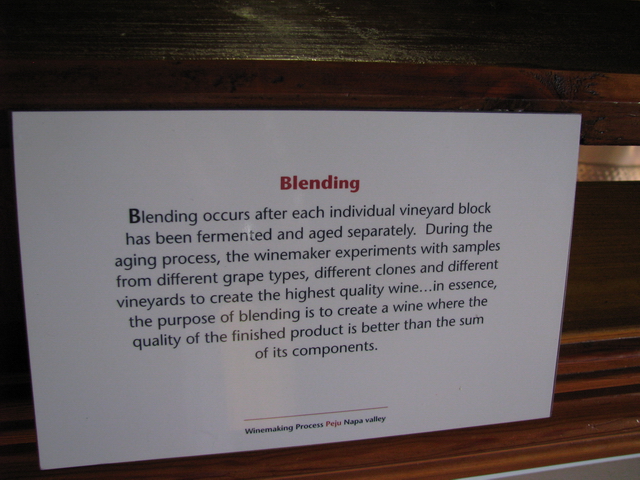 Blending
Blending occurs after each individual vineyard block
has been fermented and aged separately. During the
aging process, the winemaker experiments with samples
from different grape types, different clones and different
vineyards to create the highest quality wine...in essence,
the purpose of blending is to create a wine where the
quality of the finished product is better than the sum
of its components.
Winemaking Process Peju Napa valley